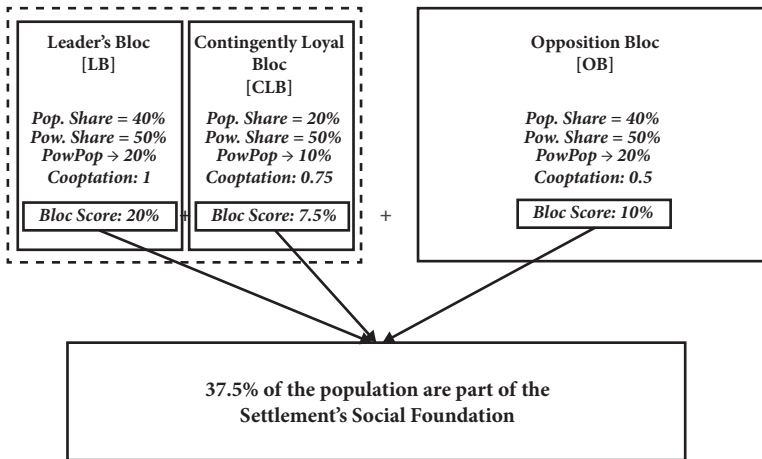 Leader's Bloc
[LB]
Pop. Share = 40%
Pow. Share = 50%
PowPop → 20%
Cooptation: 1
Bloc Score: 20%
+
Contingently Loyal
Bloc
[CLB]
Pop. Share = 20%
Pow. Share = 50%
PowPop → 10%
Cooptation: 0.75
Bloc Score: 7.5%
+
Opposition Bloc
[OB]
Pop. Share = 40%
Pow. Share = 50%
PowPop → 20%
Cooptation: 0.5
Bloc Score: 10%
37.5% of the population are part of the
Settlement's Social Foundation